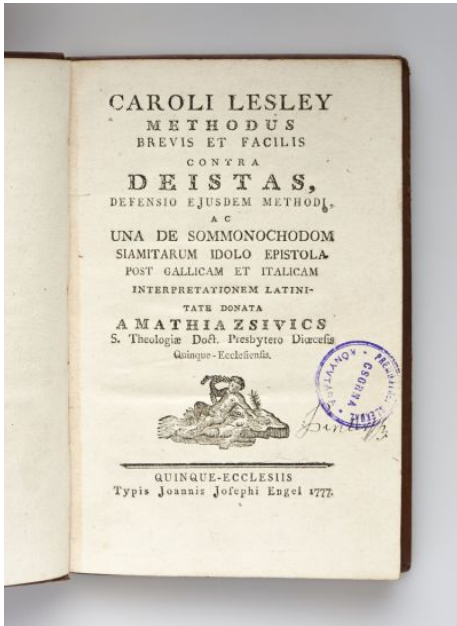 CAROLI LESLEY
METHODUS
BREVIS ET FACILIS
CONTRA
DEISTAS,
DEFENSIO EJUSDEM METHODI,
AC
UNA DE SOMMONOCHODOM
SIAMITARUM IDOLO EPISTOLA
POST GALLICAM ET ITALICAM
INTERPRETATIONEM LATINI-
TATE DONATA
A MATHIA ZSIVICS
S. Theologiæ Doct. Presbytero Diœcesis
Quinque-Ecclesiensis.
CSORNA
KÖNYVTÁRA
QUINQUE-ECCLESIIS
Typis Joannis Josephi Engel 1777.